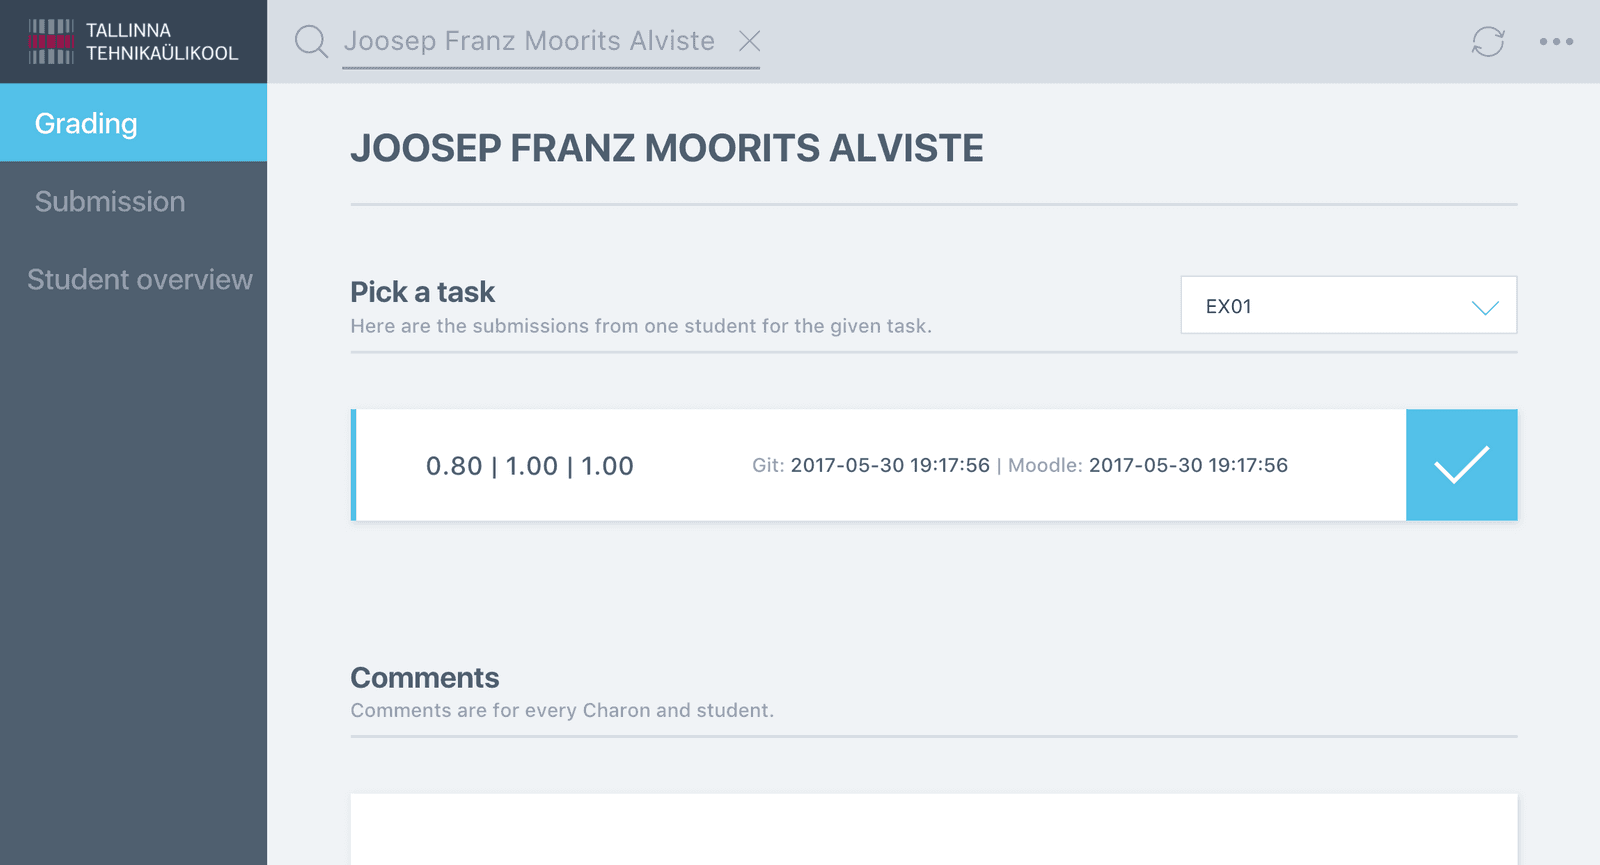 TALLINNA
TEHNIKAÜLIKOOL
Joosep Franz Moorits Alviste
Grading
Submission
Student overview
JOOSEP FRANZ MOORITS ALVISTE
Pick a task
Here are the submissions from one student for the given task.
EX01
0.80 | 1.00 | 1.00
Git: 2017-05-30 19:17:56 | Moodle: 2017-05-30 19:17:56
Comments
Comments are for every Charon and student.